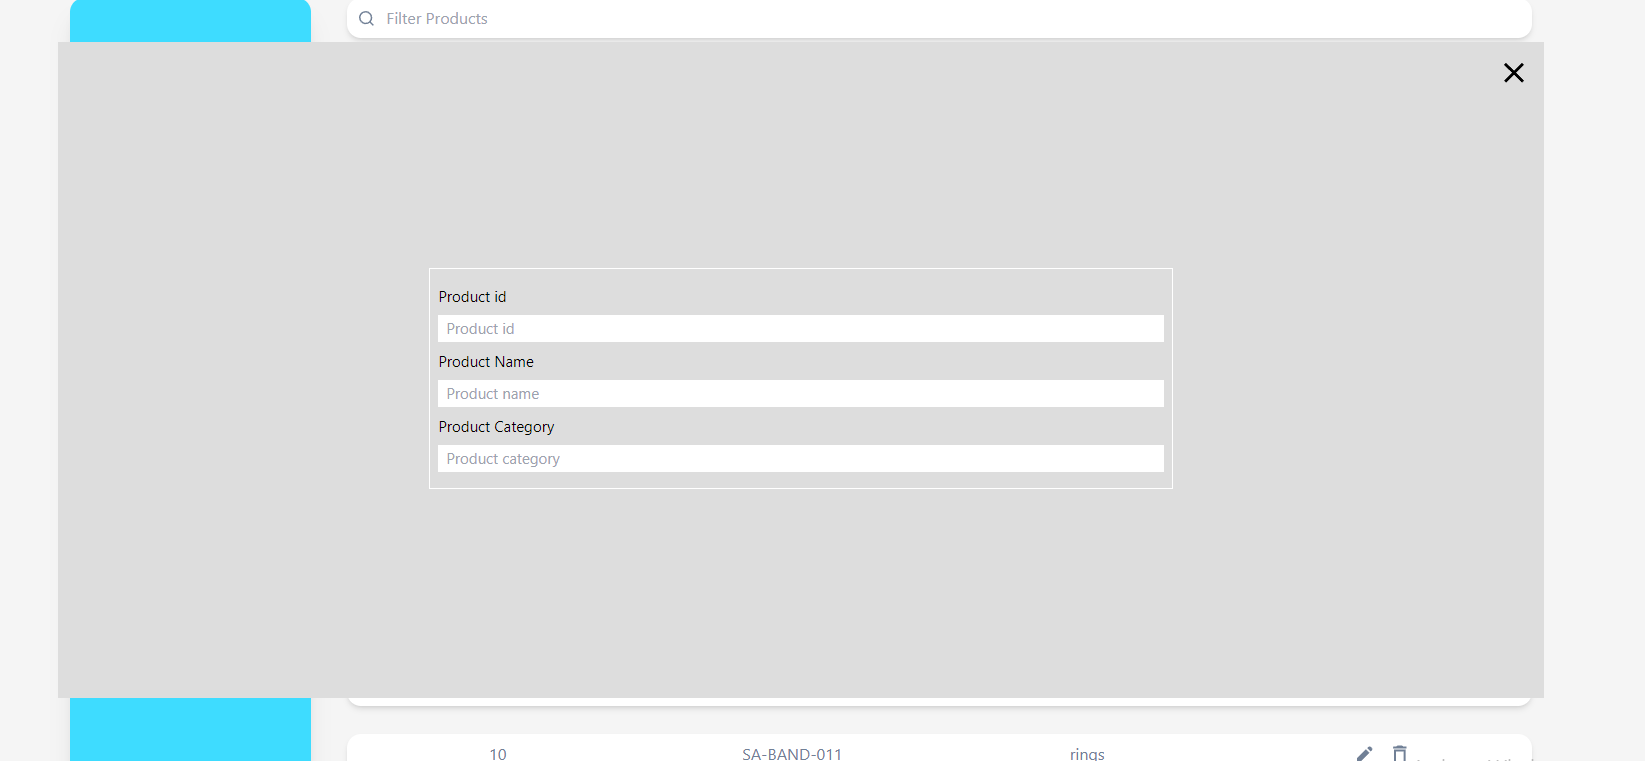 Filter Products
Product id
Product id
Product Name
Product name
Product Category
Product category
10 SA-BAND-011 rings